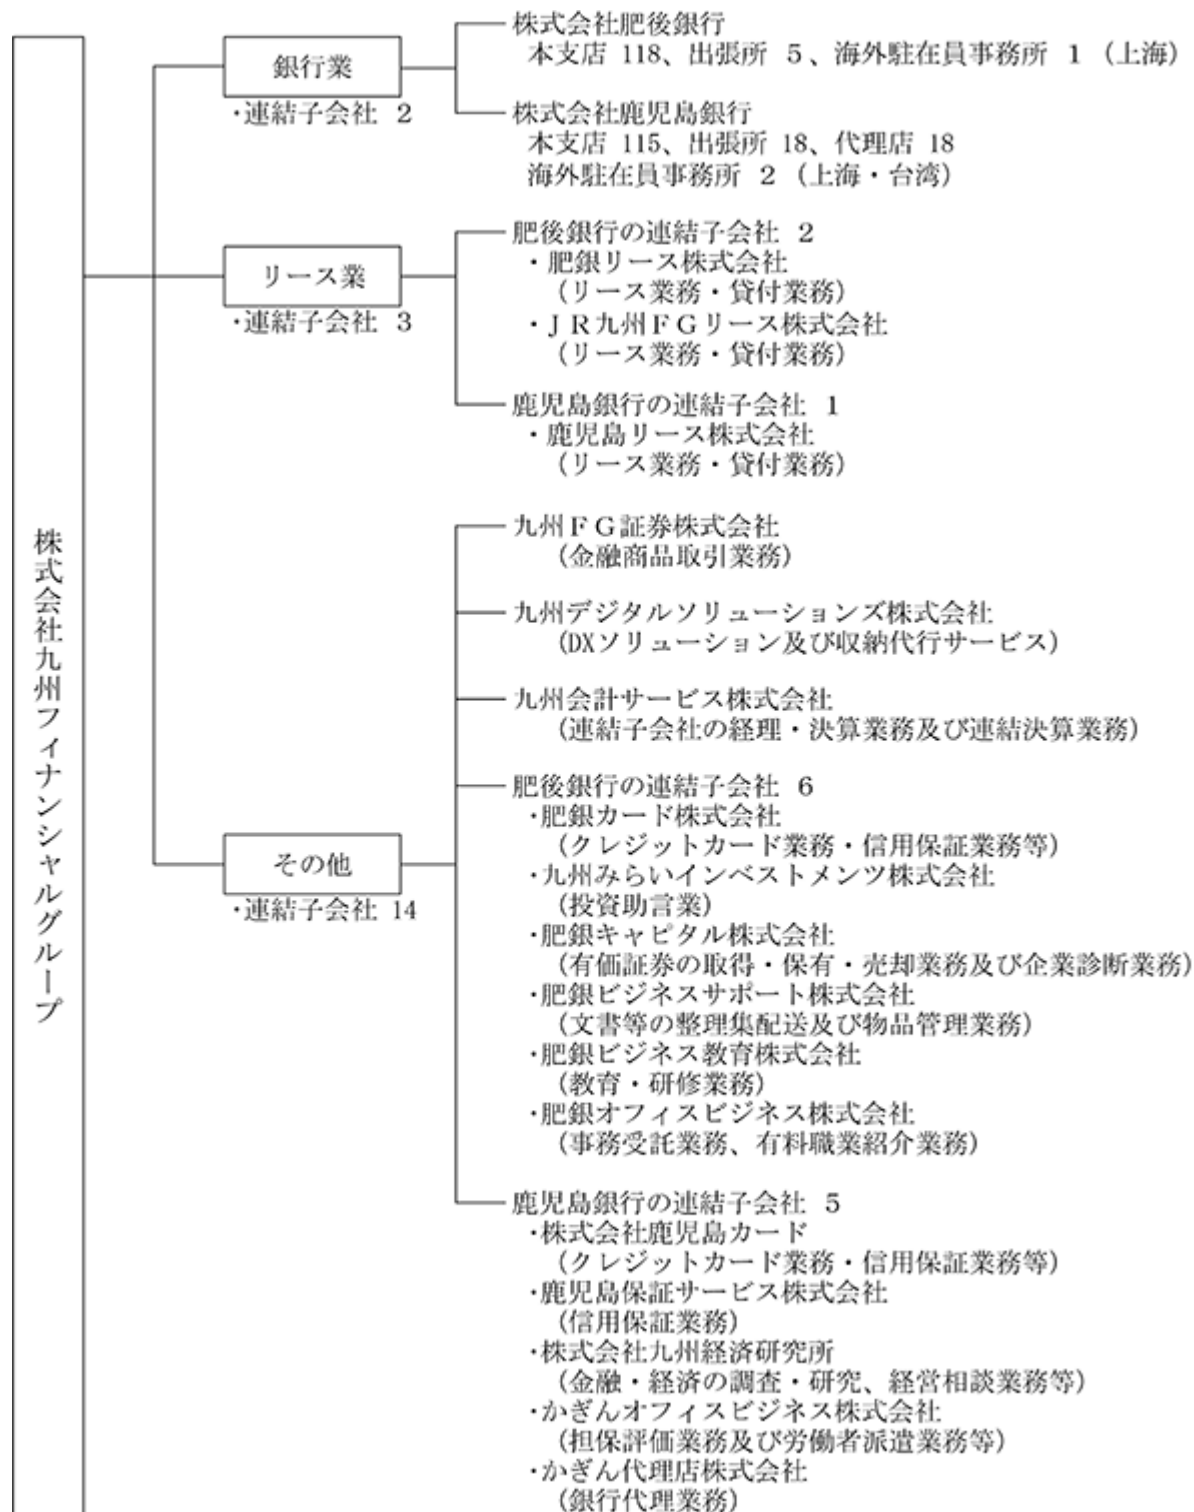 株式会社九州フィナンシャルグループ
銀行業
・連結子会社 2
株式会社肥後銀行
本支店 118、出張所 5、海外駐在員事務所 1 (上海)
株式会社鹿児島銀行
本支店 115、出張所 18、代理店 18
海外駐在員事務所 2 (上海・台湾)
リース業
・連結子会社 3
肥後銀行の連結子会社 2
・肥銀リース株式会社
(リース業務・貸付業務)
・JR九州FGリース株式会社
(リース業務・貸付業務)
鹿児島銀行の連結子会社 1
・鹿児島リース株式会社
(リース業務・貸付業務)
その他
・連結子会社 14
九州FG証券株式会社
(金融商品取引業務)
九州デジタルソリューションズ株式会社
(DXソリューション及び収納代行サービス)
九州会計サービス株式会社
(連結子会社の経理・決算業務及び連結決算業務)
肥後銀行の連結子会社 6
・肥銀カード株式会社
(クレジットカード業務・信用保証業務等)
・九州みらいインベストメンツ株式会社
(投資助言業)
・肥銀キャピタル株式会社
(有価証券の取得・保有・売却業務及び企業診断業務)
・肥銀ビジネスサポート株式会社
(文書等の整理集配送及び物品管理業務)
・肥銀ビジネス教育株式会社
(教育・研修業務)
・肥銀オフィスビジネス株式会社
(事務受託業務、有料職業紹介業務)
鹿児島銀行の連結子会社 5
・株式会社鹿児島カード
(クレジットカード業務・信用保証業務等)
・鹿児島保証サービス株式会社
(信用保証業務)
・株式会社九州経済研究所
(金融・経済の調査・研究、経営相談業務等)
・かぎんオフィスビジネス株式会社
(担保評価業務及び労働者派遣業務等)
・かぎん代理店株式会社
(銀行代理業務)